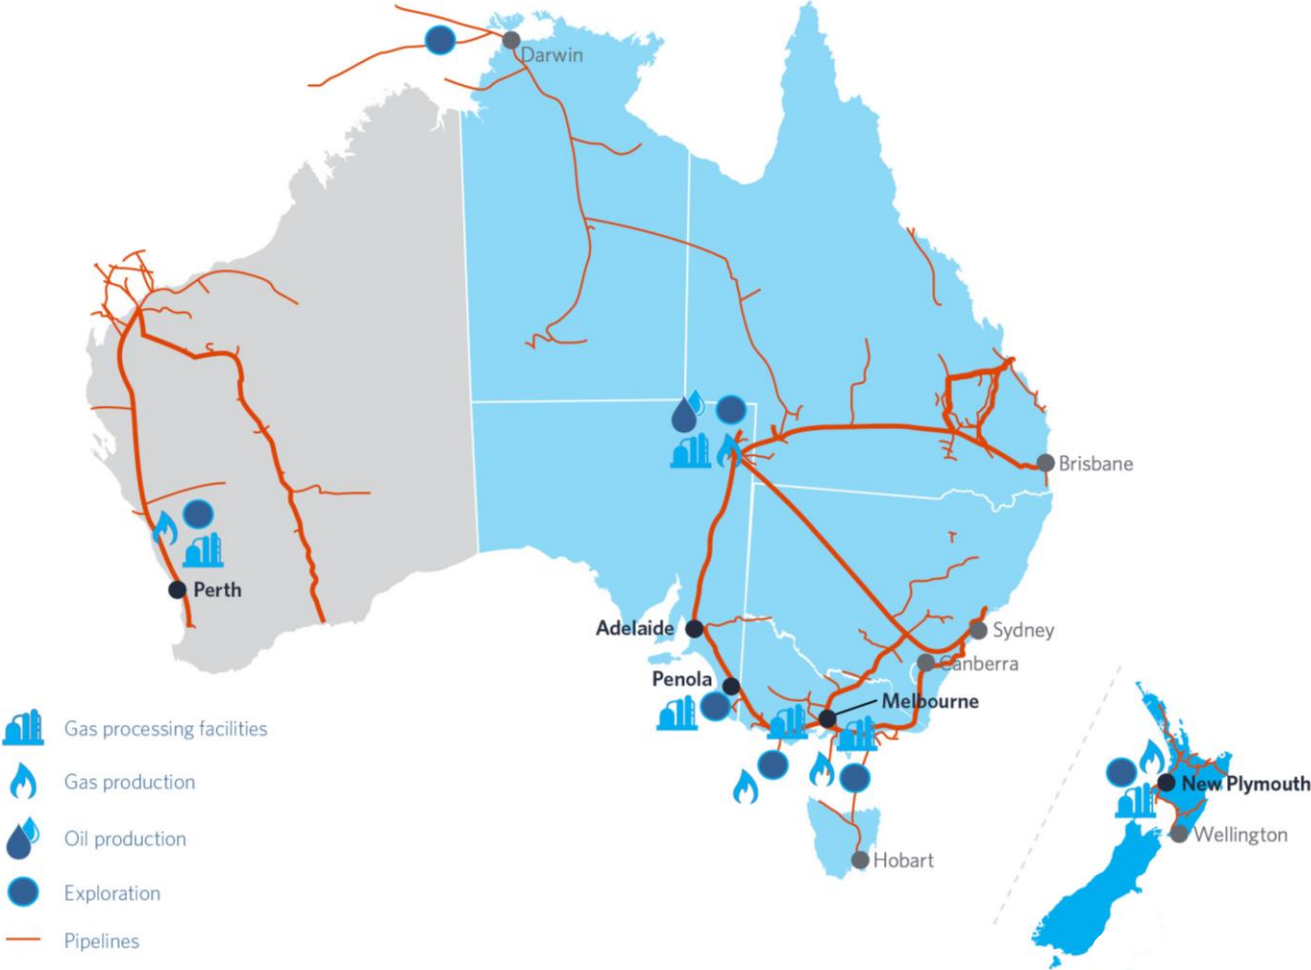 Darwin
Brisbane
Perth
Adelaide
Sydney
Canberra
Penola
Melbourne
Gas processing facilities
Gas production
Oil production
Exploration
Pipelines
New Plymouth
Wellington
Hobart